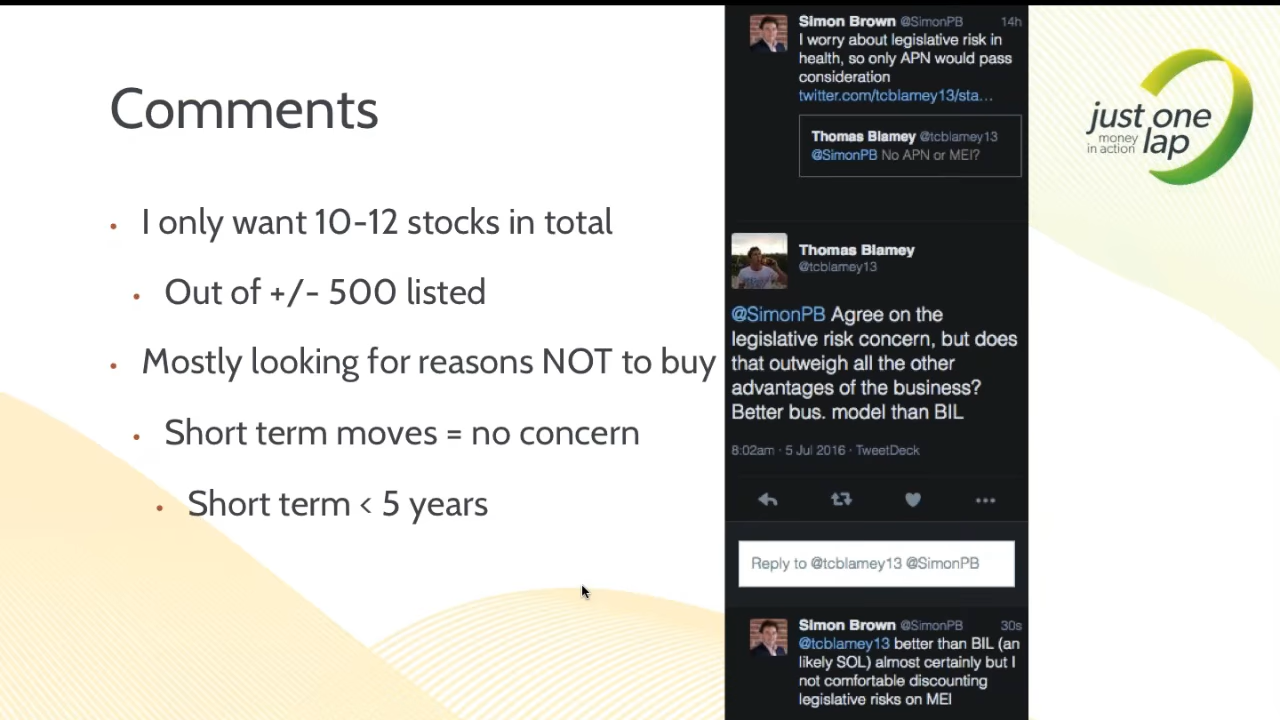 Comments
• I only want 10-12 stocks in total
• Out of +/- 500 listed
• Mostly looking for reasons NOT to buy
• Short term moves = no concern
• Short term < 5 years
Simon Brown @SimonPB 14h
I worry about legislative risk in
health, so only APN would pass
consideration
twitter.com/tcblamey13/sta...
Thomas Blamey @tcblamey13
@SimonPB No APN or MEI?
Thomas Blamey
@tcblamey13
@SimonPB Agree on the
legislative risk concern, but does
that outweigh all the other
advantages of the business?
Better bus. model than BIL
8:02am · 5 Jul 2016 · TweetDeck
Reply to @tcblamey13 @SimonPB
Simon Brown @SimonPB 30s
@tcblamey13 better than BIL (an
likely SOL) almost certainly but I
not comfortable discounting
legislative risks on MEI
just one
money
in action lap